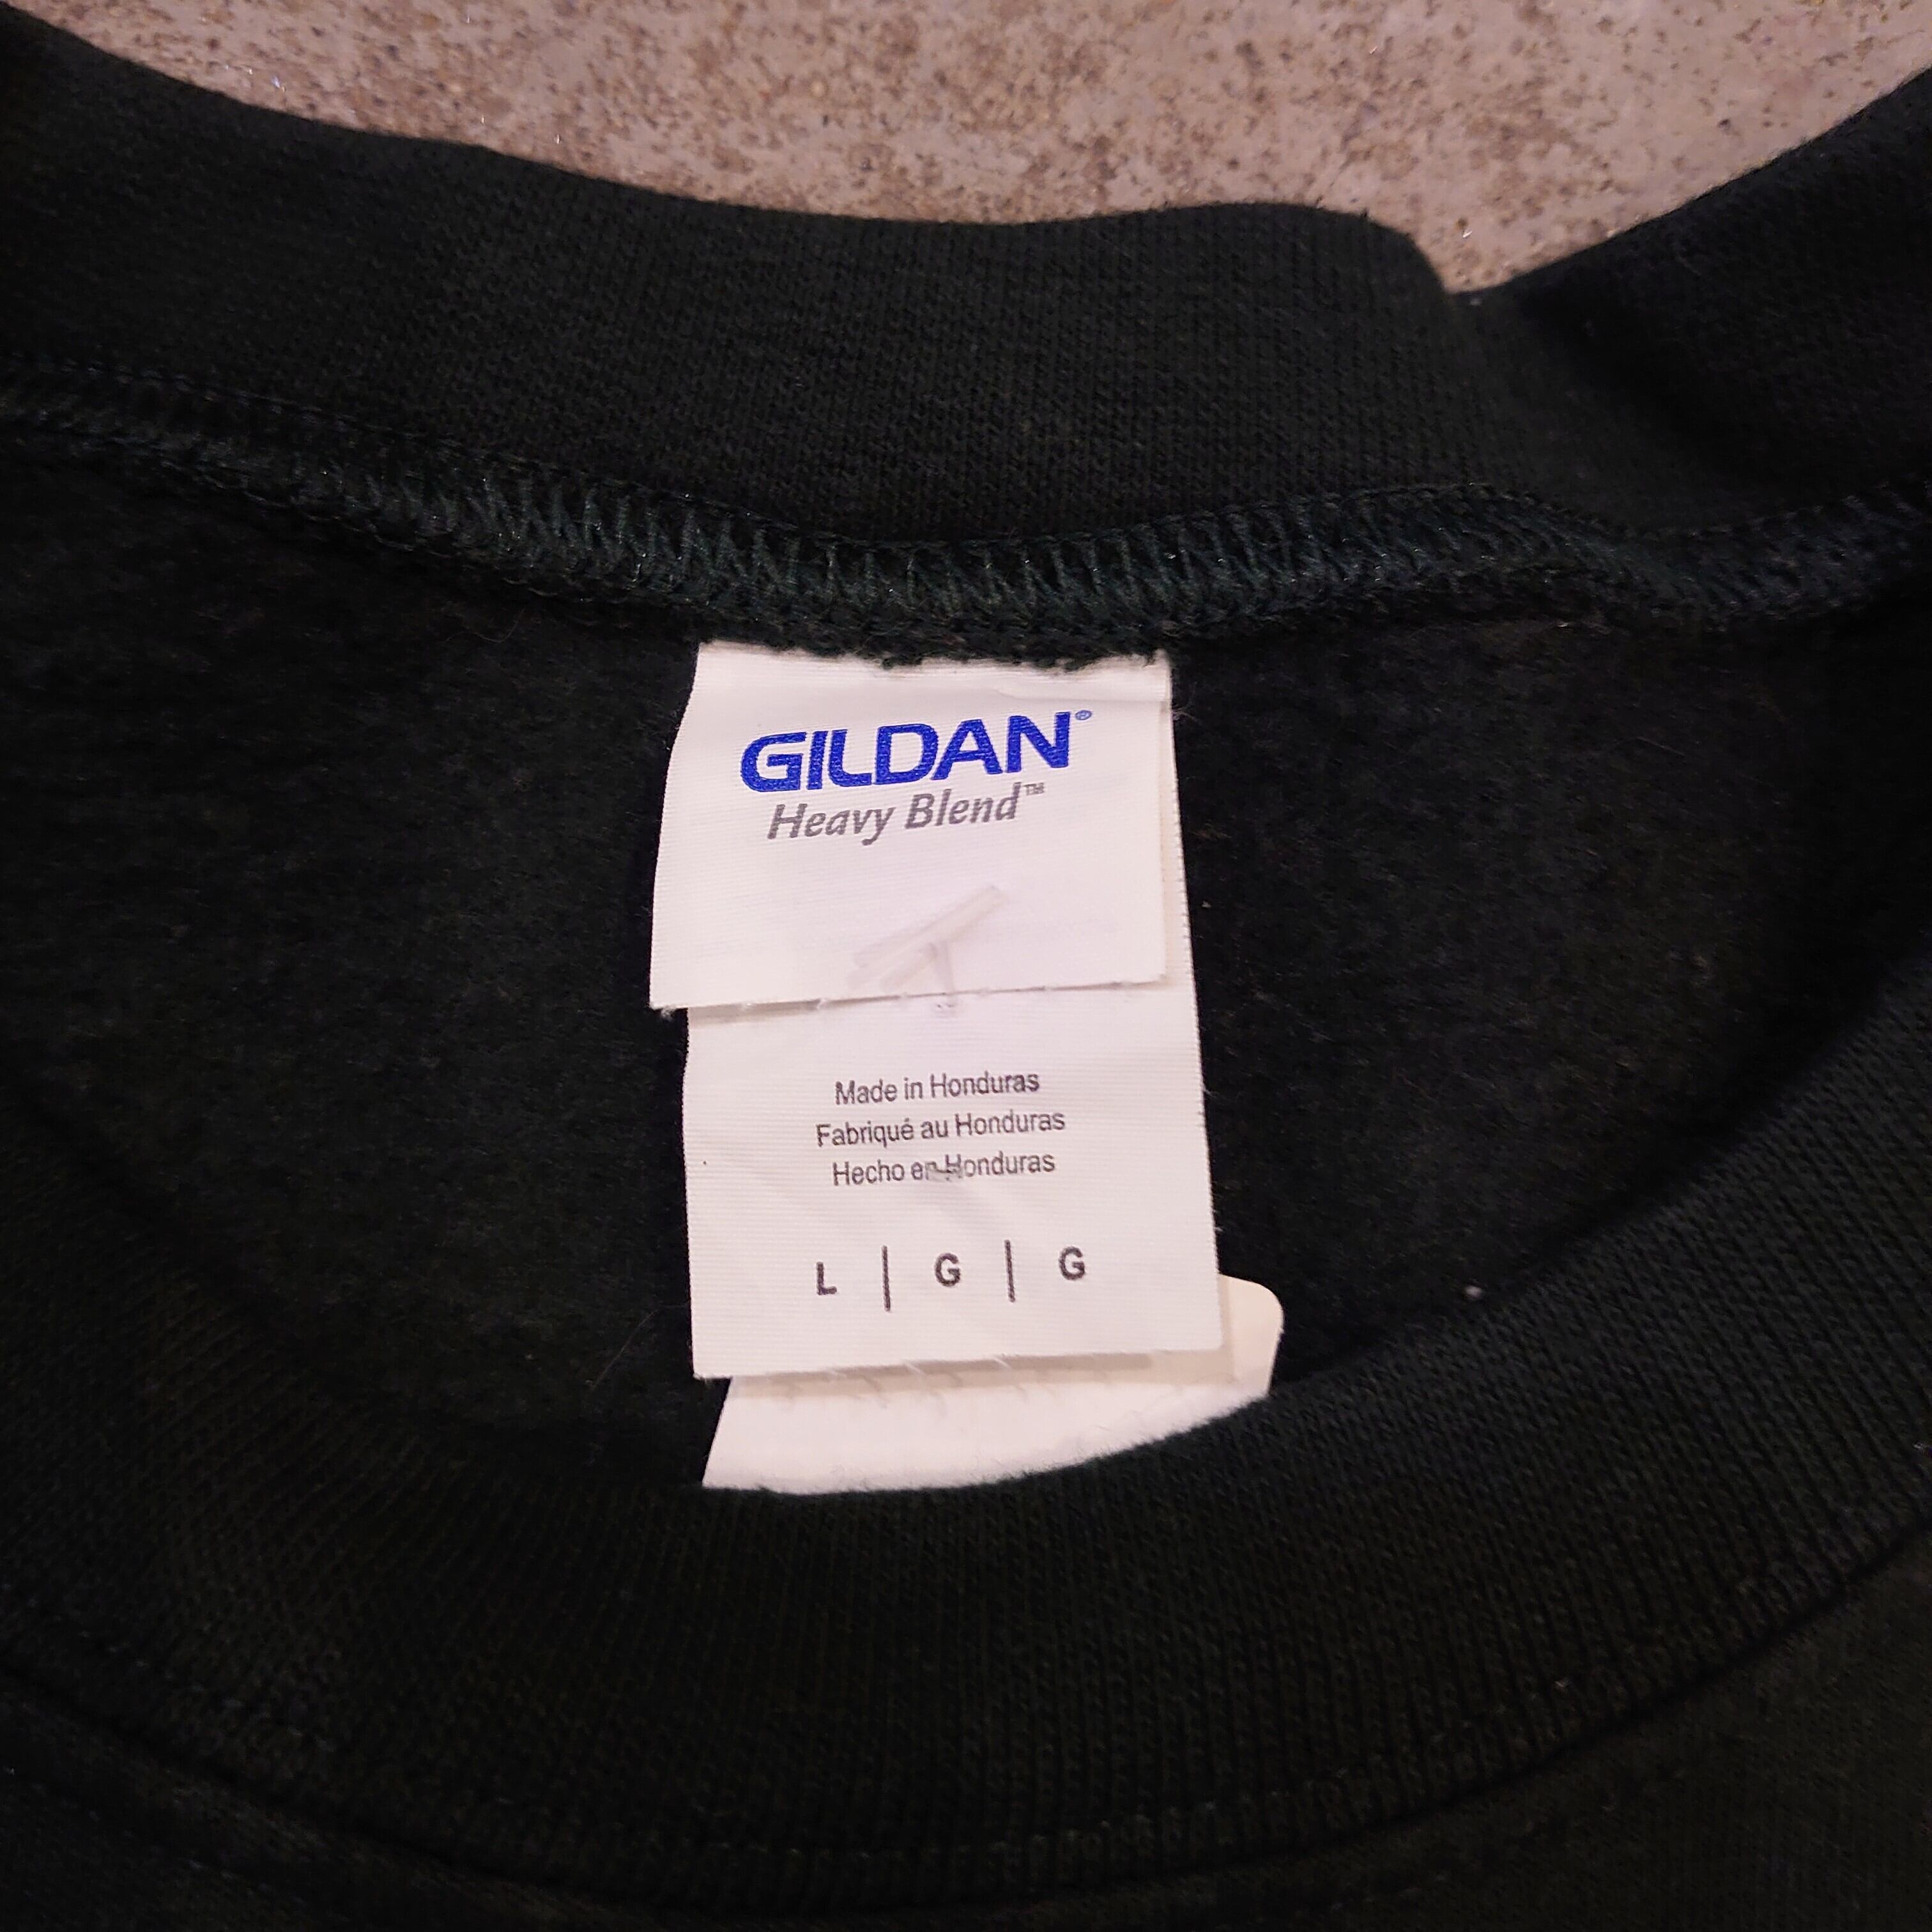 GILDAN®
Heavy Blend™
Made in Honduras
Fabriqué au Honduras
Hecho en Honduras
L | G | G